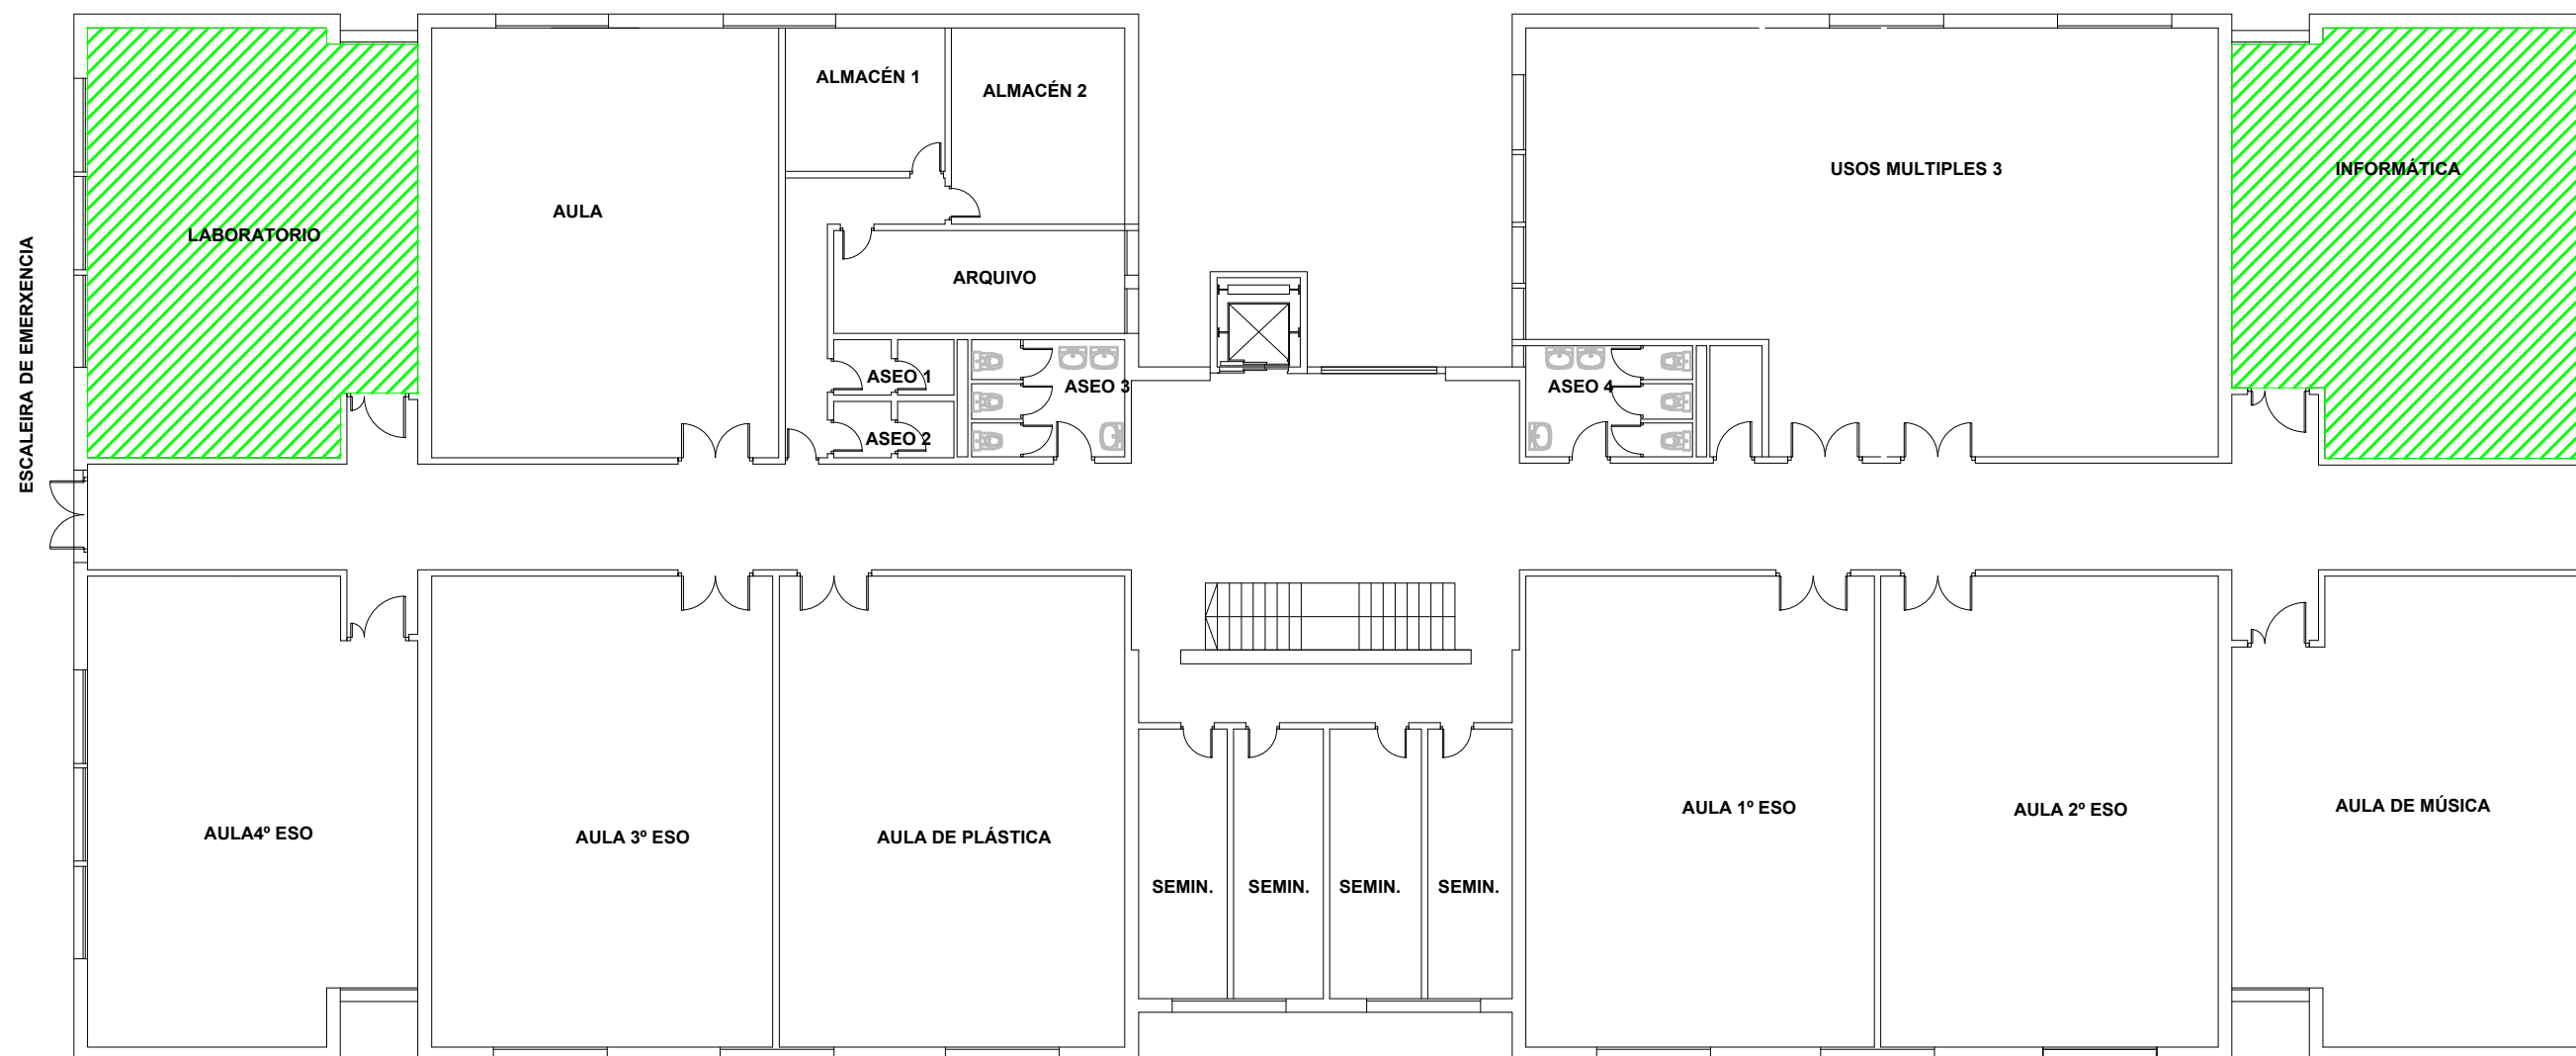 ALMACÉN 1
ALMACÉN 2
USOS MULTIPLES 3
INFORMÁTICA
AULA
LABORATORIO
ARQUIVO
ESCALEIRA DE EMERXENCIA
ASEO 1
ASEO 3
ASEO 4
ASEO 2
AULA4º ESO
AULA 3º ESO
AULA DE PLÁSTICA
AULA 1º ESO
AULA 2º ESO
AULA DE MÚSICA
SEMIN.
SEMIN.
SEMIN.
SEMIN.